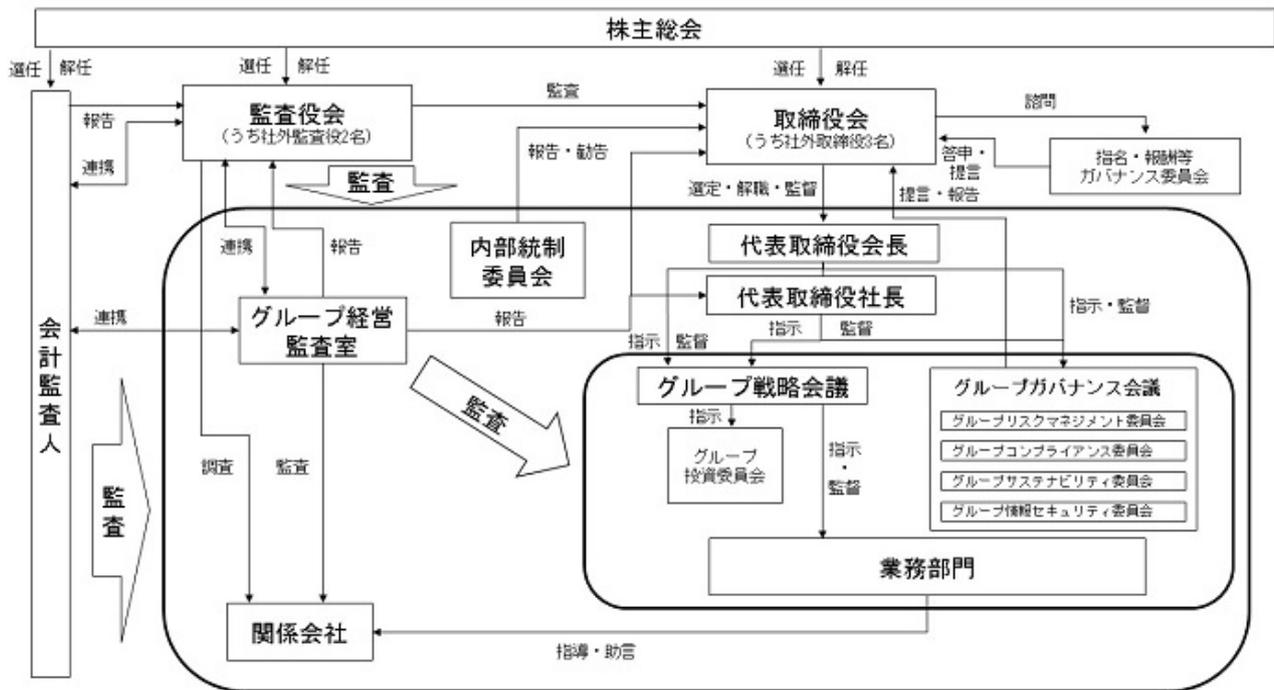 株主総会
選任
解任
選任
解任
選任
解任
会計監査人
報告
連携
監査役会
(うち社外監査役2名)
監査
取締役会
(うち社外取締役3名)
諮問
答申・
提言
指名・報酬等
ガバナンス委員会
報告・勧告
監査
選定・解職・監督
提言・報告
連携
報告
内部統制
委員会
代表取締役会長
代表取締役社長
連携
グループ経営
監査室
報告
指示
監督
指示
監督
指示・監督
監査
監査
グループ戦略会議
指示
グループ
投資委員会
指示
・
監督
グループガバナンス会議
グループリスクマネジメント委員会
グループコンプライアンス委員会
グループサステナビリティ委員会
グループ情報セキュリティ委員会
調査
監査
業務部門
関係会社
指導・助言